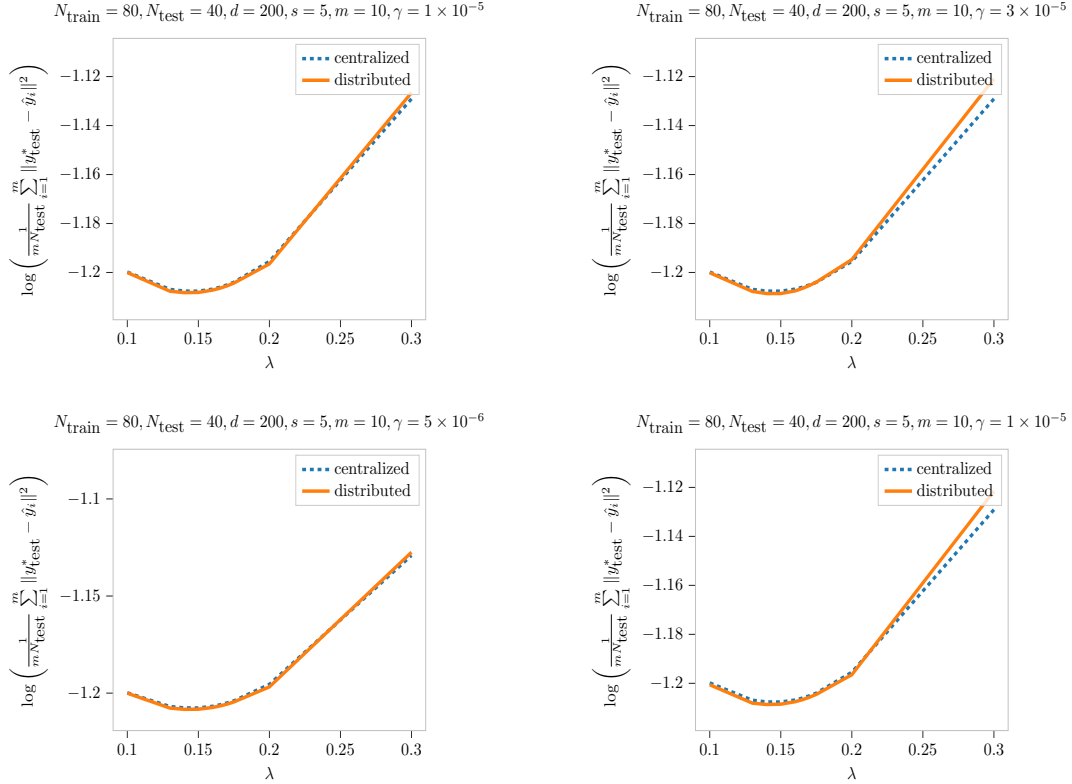 N_train = 80, N_test = 40, d = 200, s = 5, m = 10, γ = 1 × 10^−5
log ( 1/(mN_test) ∑_{i=1}^{m} ||y*_test − ŷ_i||^2 )
−1.12
−1.14
−1.16
−1.18
−1.2
centralized
distributed
0.1 0.15 0.2 0.25 0.3
λ
N_train = 80, N_test = 40, d = 200, s = 5, m = 10, γ = 3 × 10^−5
log ( 1/(mN_test) ∑_{i=1}^{m} ||y*_test − ŷ_i||^2 )
−1.12
−1.14
−1.16
−1.18
−1.2
centralized
distributed
0.1 0.15 0.2 0.25 0.3
λ
N_train = 80, N_test = 40, d = 200, s = 5, m = 10, γ = 5 × 10^−6
log ( 1/(mN_test) ∑_{i=1}^{m} ||y*_test − ŷ_i||^2 )
−1.1
−1.15
−1.2
centralized
distributed
0.1 0.15 0.2 0.25 0.3
λ
N_train = 80, N_test = 40, d = 200, s = 5, m = 10, γ = 1 × 10^−5
log ( 1/(mN_test) ∑_{i=1}^{m} ||y*_test − ŷ_i||^2 )
−1.12
−1.14
−1.16
−1.18
−1.2
centralized
distributed
0.1 0.15 0.2 0.25 0.3
λ